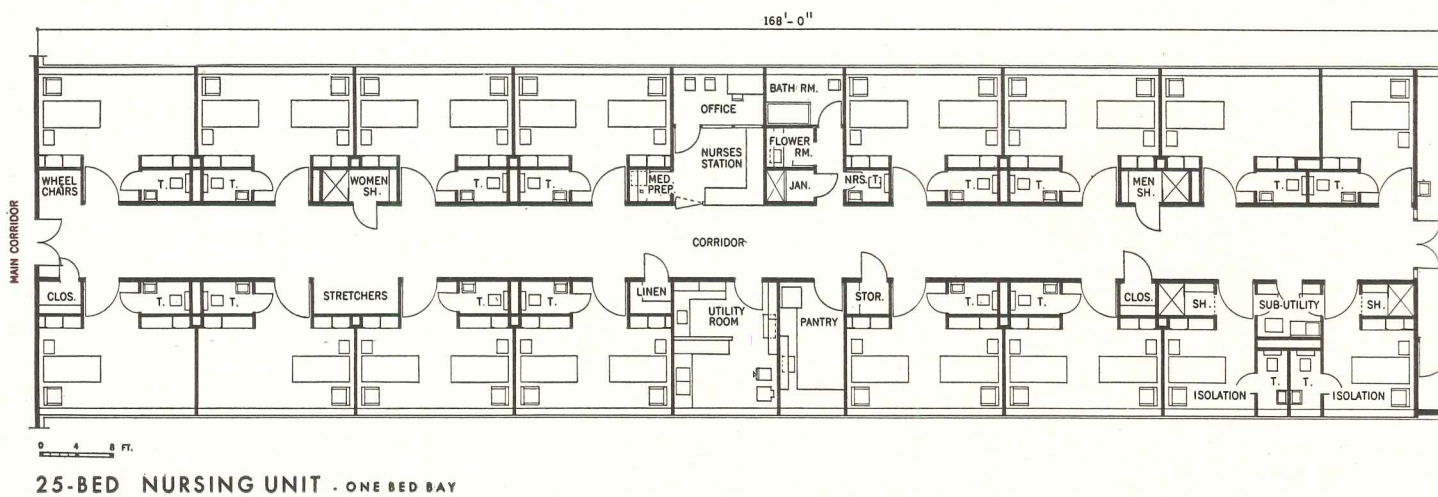 168'-0"
OFFICE
BATH RM.
NURSES
STATION
FLOWER
RM.
WHEEL
CHAIRS
T.
T.
WOMEN
SH.
T.
T.
MED.
PREP.
JAN.
NRS. T.
T.
T.
MEN
SH.
T.
T.
MAIN CORRIDOR
CORRIDOR
CLOS.
T.
T.
STRETCHERS
T.
T.
LINEN
UTILITY
ROOM
PANTRY
STOR.
T.
T.
CLOS.
SH.
SUB-UTILITY
SH.
ISOLATION
T.
T.
ISOLATION
0 4 8 FT.
25-BED NURSING UNIT - ONE BED BAY